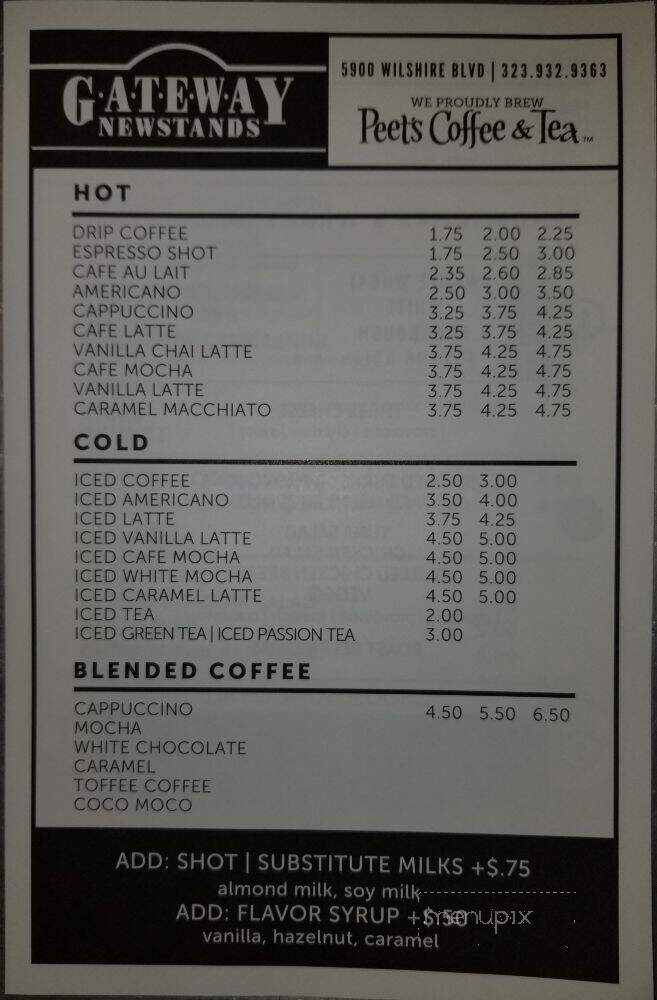 G·A·T·E·W·A·Y
NEWSTANDS
5900 WILSHIRE BLVD | 323.932.9363
WE PROUDLY BREW
Peet's Coffee & Tea™
HOT
DRIP COFFEE 1.75 2.00 2.25
ESPRESSO SHOT 1.75 2.50 3.00
CAFE AU LAIT 2.35 2.60 2.85
AMERICANO 2.50 3.00 3.50
CAPPUCCINO 3.25 3.75 4.25
CAFE LATTE 3.25 3.75 4.25
VANILLA CHAI LATTE 3.75 4.25 4.75
CAFE MOCHA 3.75 4.25 4.75
VANILLA LATTE 3.75 4.25 4.75
CARAMEL MACCHIATO 3.75 4.25 4.75
COLD
ICED COFFEE 2.50 3.00
ICED AMERICANO 3.50 4.00
ICED LATTE 3.75 4.25
ICED VANILLA LATTE 4.50 5.00
ICED CAFE MOCHA 4.50 5.00
ICED WHITE MOCHA 4.50 5.00
ICED CARAMEL LATTE 4.50 5.00
ICED TEA 2.00
ICED GREEN TEA | ICED PASSION TEA 3.00
BLENDED COFFEE
CAPPUCCINO 4.50 5.50 6.50
MOCHA
WHITE CHOCOLATE
CARAMEL
TOFFEE COFFEE
COCO MOCO
ADD: SHOT | SUBSTITUTE MILKS +$.75
almond milk, soy milk
ADD: FLAVOR SYRUP +$.50
menupix
vanilla, hazelnut, caramel